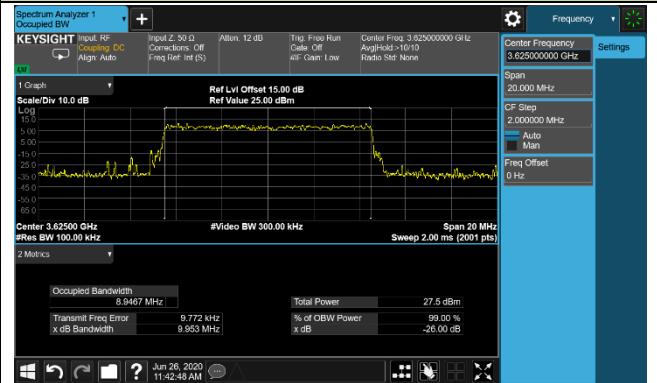 Spectrum Analyzer 1
Occupied BW
Frequency
KEYSIGHT
Input: RF
Coupling: DC
Align: Auto
Input Z: 50 Ω
Corrections: Off
Freq Ref: Int (S)
Atten: 12 dB
Trig: Free Run
Gate: Off
#IF Gain: Low
Center Freq: 3.625000000 GHz
Avg|Hold:>10/10
Radio Std: None
Center Frequency
3.625000000 GHz
Settings
Span
20.000 MHz
CF Step
2.000000 MHz
Auto
Man
Freq Offset
0 Hz
1 Graph
Scale/Div 10.0 dB
Ref Lvl Offset 15.00 dB
Ref Value 25.00 dBm
Log
15.0
5.00
-5.00
-15.0
-25.0
-35.0
-45.0
-55.0
-65.0
Center 3.62500 GHz
#Res BW 100.00 kHz
#Video BW 300.00 kHz
Span 20 MHz
Sweep 2.00 ms (2001 pts)
2 Metrics
Occupied Bandwidth
8.9467 MHz
Total Power 27.5 dBm
Transmit Freq Error 9.772 kHz
% of OBW Power 99.00 %
x dB Bandwidth 9.953 MHz
x dB -26.00 dB
Jun 26, 2020
11:42:48 AM